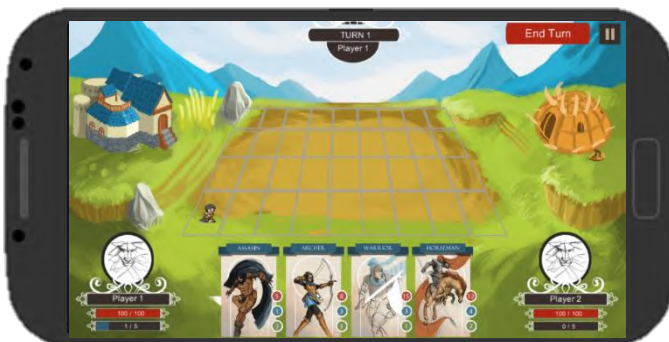 TURN 1
Player 1
End Turn
ASSASIN
ARCHER
WARRIOR
HORSEMAN
Player 1
100 / 100
1 / 5
Player 2
100 / 100
0 / 5